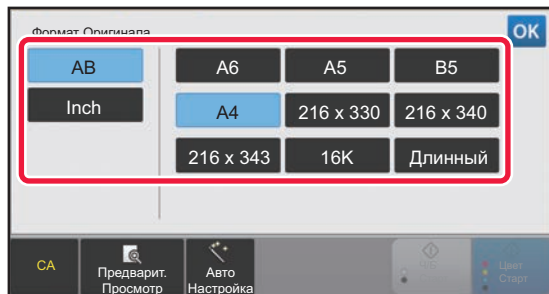 Формат Оригинала
OK
AB
A6
A5
B5
Inch
A4
216 x 330
216 x 340
216 x 343
16K
Длинный
CA
Предварит.
Просмотр
Авто
Настройка
Цвет
Старт